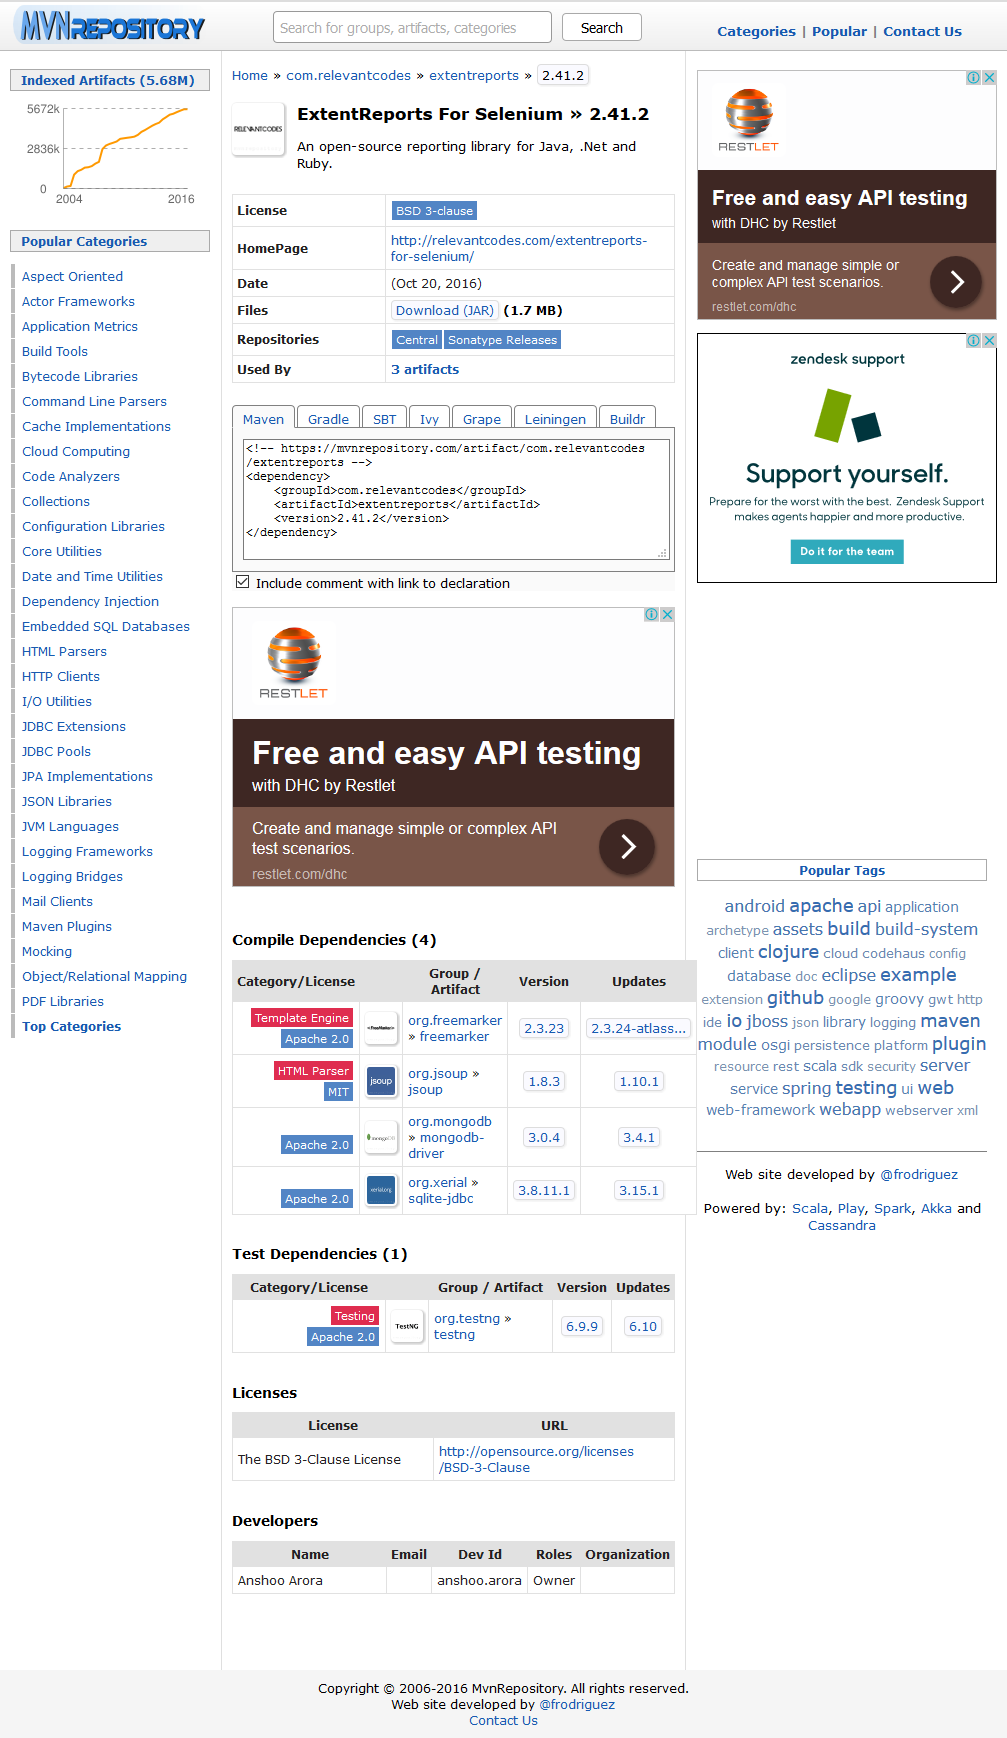 MVNREPOSITORY
Search for groups, artifacts, categories
Search
Categories | Popular | Contact Us
Indexed Artifacts (5.68M)
5672k
2836k
0
2004 2016
Popular Categories
Aspect Oriented
Actor Frameworks
Application Metrics
Build Tools
Bytecode Libraries
Command Line Parsers
Cache Implementations
Cloud Computing
Code Analyzers
Collections
Configuration Libraries
Core Utilities
Date and Time Utilities
Dependency Injection
Embedded SQL Databases
HTML Parsers
HTTP Clients
I/O Utilities
JDBC Extensions
JDBC Pools
JPA Implementations
JSON Libraries
JVM Languages
Logging Frameworks
Logging Bridges
Mail Clients
Maven Plugins
Mocking
Object/Relational Mapping
PDF Libraries
Top Categories
Home » com.relevantcodes » extentreports » 2.41.2
RELEVANTCODES
ExtentReports For Selenium » 2.41.2
An open-source reporting library for Java, .Net and
Ruby.
License BSD 3-clause
HomePage http://relevantcodes.com/extentreports-
for-selenium/
Date (Oct 20, 2016)
Files Download (JAR) (1.7 MB)
Repositories Central Sonatype Releases
Used By 3 artifacts
Maven Gradle SBT Ivy Grape Leiningen Buildr
<!-- https://mvnrepository.com/artifact/com.relevantcodes
/extentreports -->
<dependency>
<groupId>com.relevantcodes</groupId>
<artifactId>extentreports</artifactId>
<version>2.41.2</version>
</dependency>
Include comment with link to declaration
RESTLET
Free and easy API testing
with DHC by Restlet
Create and manage simple or complex API
test scenarios.
restlet.com/dhc
Compile Dependencies (4)
Category/License Group / Artifact Version Updates
Template Engine
Apache 2.0
FreeMarker
org.freemarker
» freemarker
2.3.23 2.3.24-atlass...
HTML Parser
MIT
jsoup
org.jsoup »
jsoup
1.8.3 1.10.1
Apache 2.0
mongoDB
org.mongodb
» mongodb-
driver
3.0.4 3.4.1
Apache 2.0
xerial.org
org.xerial »
sqlite-jdbc
3.8.11.1 3.15.1
Test Dependencies (1)
Category/License Group / Artifact Version Updates
Testing
Apache 2.0
TestNG
org.testng »
testng
6.9.9 6.10
Licenses
License URL
The BSD 3-Clause License http://opensource.org/licenses
/BSD-3-Clause
Developers
Name Email Dev Id Roles Organization
Anshoo Arora anshoo.arora Owner
RESTLET
Free and easy API testing
with DHC by Restlet
Create and manage simple or
complex API test scenarios.
restlet.com/dhc
zendesk support
Support yourself.
Prepare for the worst with the best. Zendesk Support
makes agents happier and more productive.
Do it for the team
Popular Tags
android apache api application
archetype assets build build-system
client clojure cloud codehaus config
database doc eclipse example
extension github google groovy gwt http
ide io jboss json library logging maven
module osgi persistence platform plugin
resource rest scala sdk security server
service spring testing ui web
web-framework webapp webserver xml
Web site developed by @frodriguez
Powered by: Scala, Play, Spark, Akka and
Cassandra
Copyright © 2006-2016 MvnRepository. All rights reserved.
Web site developed by @frodriguez
Contact Us